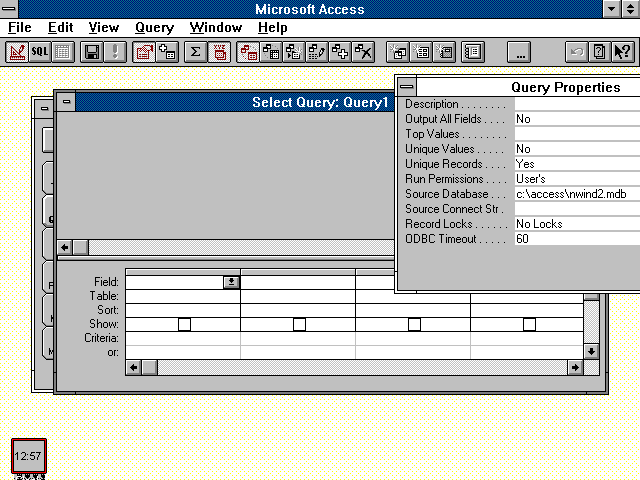 Microsoft Access
File Edit View Query Window Help
SQL Σ XYZ ... ?
Select Query: Query1
Query Properties
Description . . . . . . . .
Output All Fields . . . . No
Top Values . . . . . . . .
Unique Values . . . . . No
Unique Records . . . . Yes
Run Permissions . . . . User's
Source Database . . . c:\access\nwind2.mdb
Source Connect Str .
Record Locks . . . . . . No Locks
ODBC Timeout . . . . . 60
Field:
Table:
Sort:
Show:
Criteria:
or:
12:57